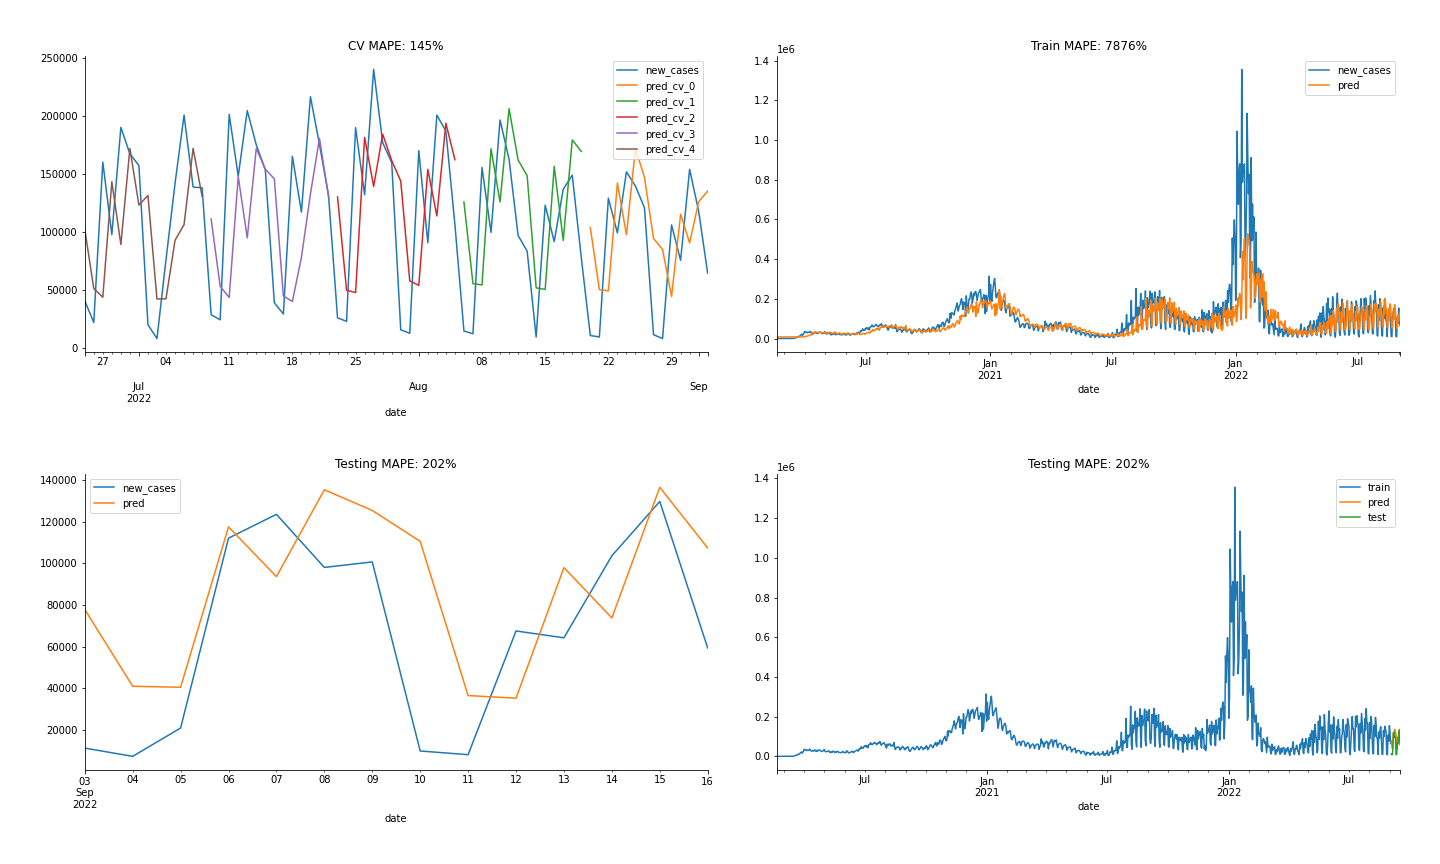 CV MAPE: 145%
250000
200000
150000
100000
50000
0
new_cases
pred_cv_0
pred_cv_1
pred_cv_2
pred_cv_3
pred_cv_4
27 04 11 18 25 08 15 22 29
Jul Aug Sep
2022
date
Train MAPE: 7876%
1e6
1.4
1.2
1.0
0.8
0.6
0.4
0.2
0.0
new_cases
pred
Jul Jan Jul Jan Jul
2021 2022
date
Testing MAPE: 202%
140000
120000
100000
80000
60000
40000
20000
new_cases
pred
03 04 05 06 07 08 09 10 11 12 13 14 15 16
Sep
2022
date
Testing MAPE: 202%
1e6
1.4
1.2
1.0
0.8
0.6
0.4
0.2
0.0
train
pred
test
Jul Jan Jul Jan Jul
2021 2022
date